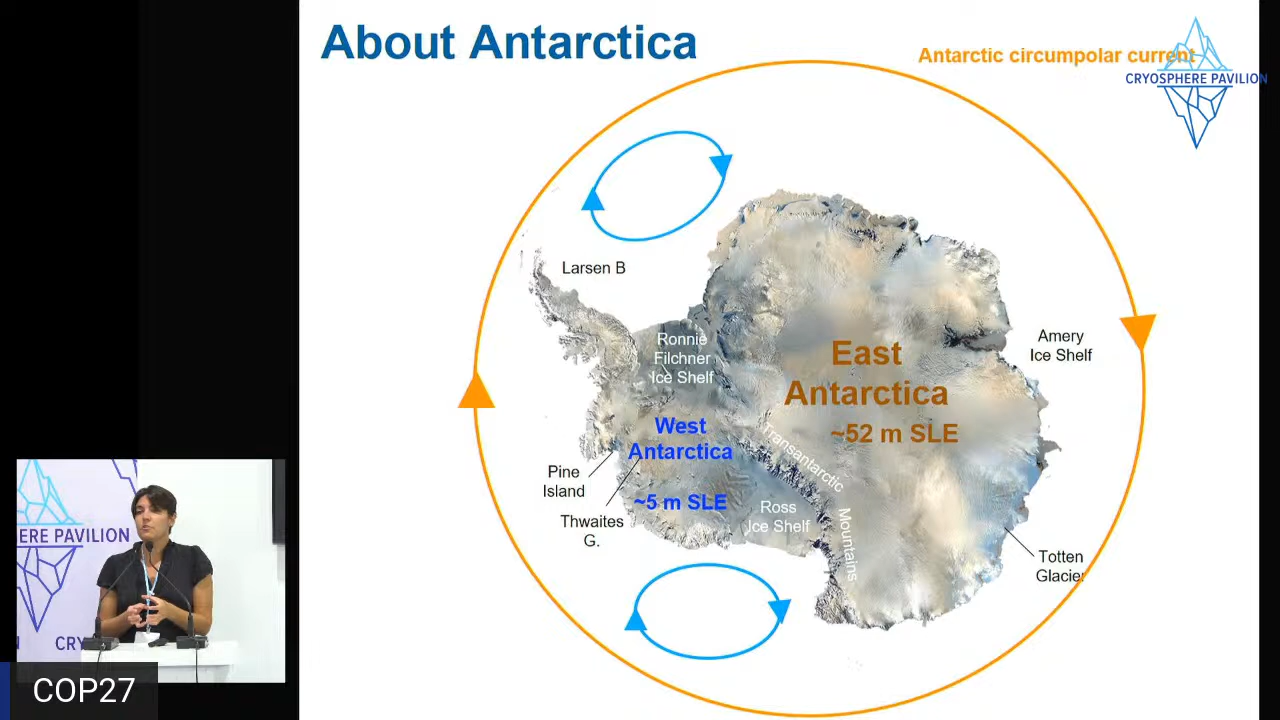 About Antarctica
Antarctic circumpolar current
CRYOSPHERE PAVILION
Larsen B
Ronnie
Filchner
Ice Shelf
East
Antarctica
~52 m SLE
Amery
Ice Shelf
West
Antarctica
~5 m SLE
Transantarctic
Mountains
Pine
Island
Thwaites
G.
Ross
Ice Shelf
Totten
Glacier
ERE PAVILION
CRY
COP27